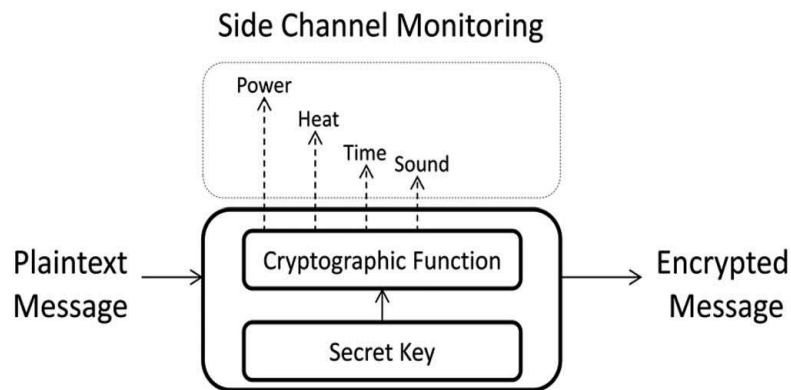 Side Channel Monitoring
Power
Heat
Time
Sound
Plaintext
Message
Cryptographic Function
Secret Key
Encrypted
Message